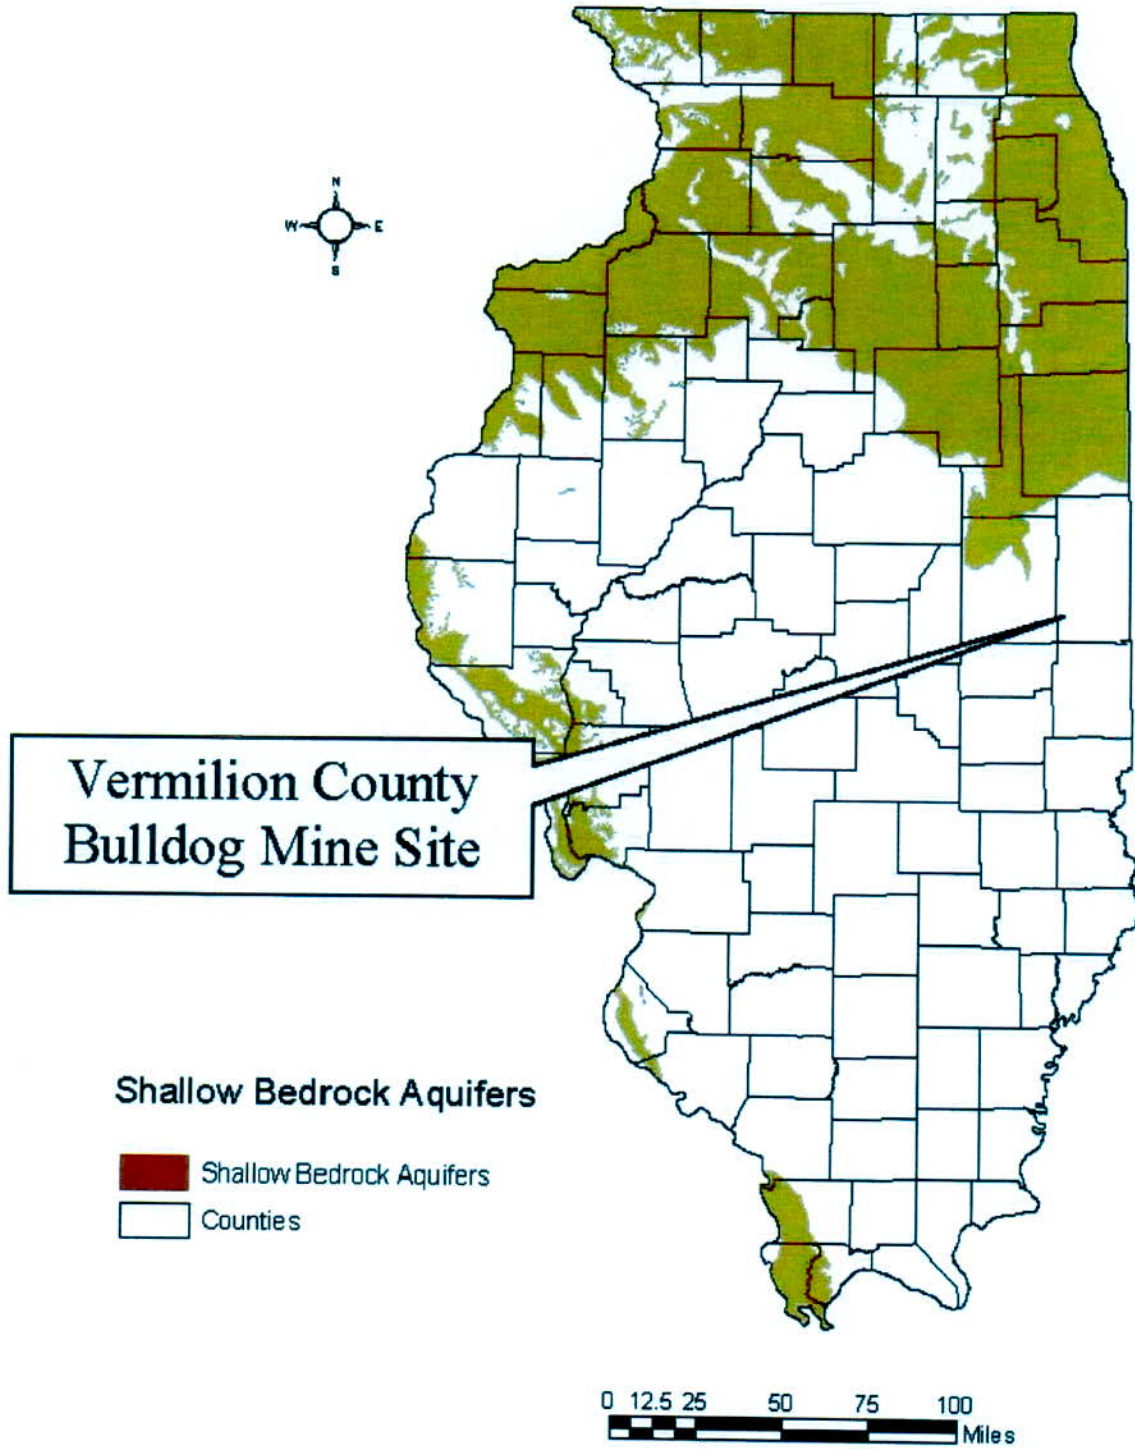 N
W E
S
Vermilion County
Bulldog Mine Site
Shallow Bedrock Aquifers
Shallow Bedrock Aquifers
Counties
0 12.5 25 50 75 100
Miles